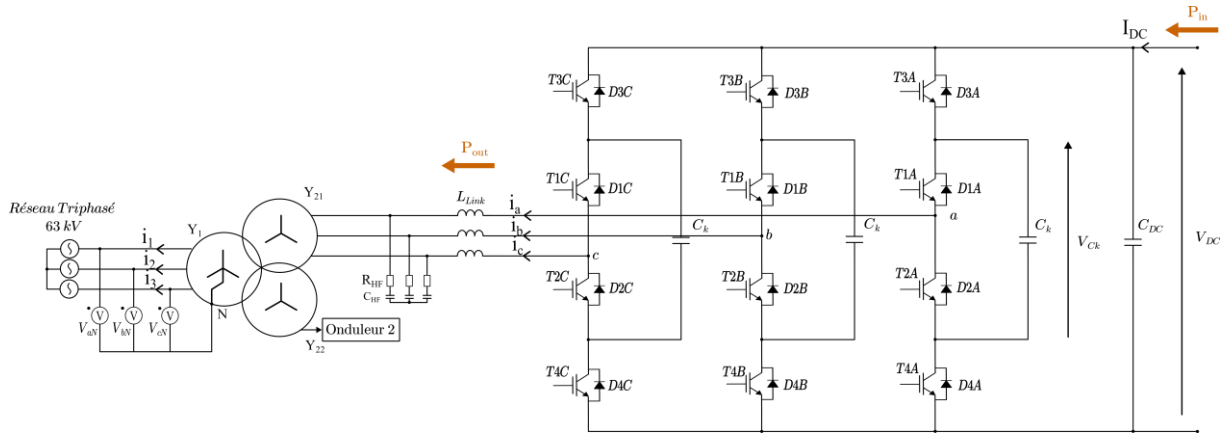 P_in
I_DC
T3C
D3C
T3B
D3B
T3A
D3A
P_out
Y_21
L_Link
Réseau Triphasé
63 kV
Y_1
i_1
i_2
i_3
N
V_aN
V_bN
V_cN
V
V
V
R_HF
C_HF
Y_22
Onduleur 2
i_a
i_b
i_c
T1C
D1C
T1B
D1B
T1A
D1A
a
b
c
C_k
C_k
C_k
V_Ck
C_DC
V_DC
T2C
D2C
T2B
D2B
T2A
D2A
T4C
D4C
T4B
D4B
T4A
D4A